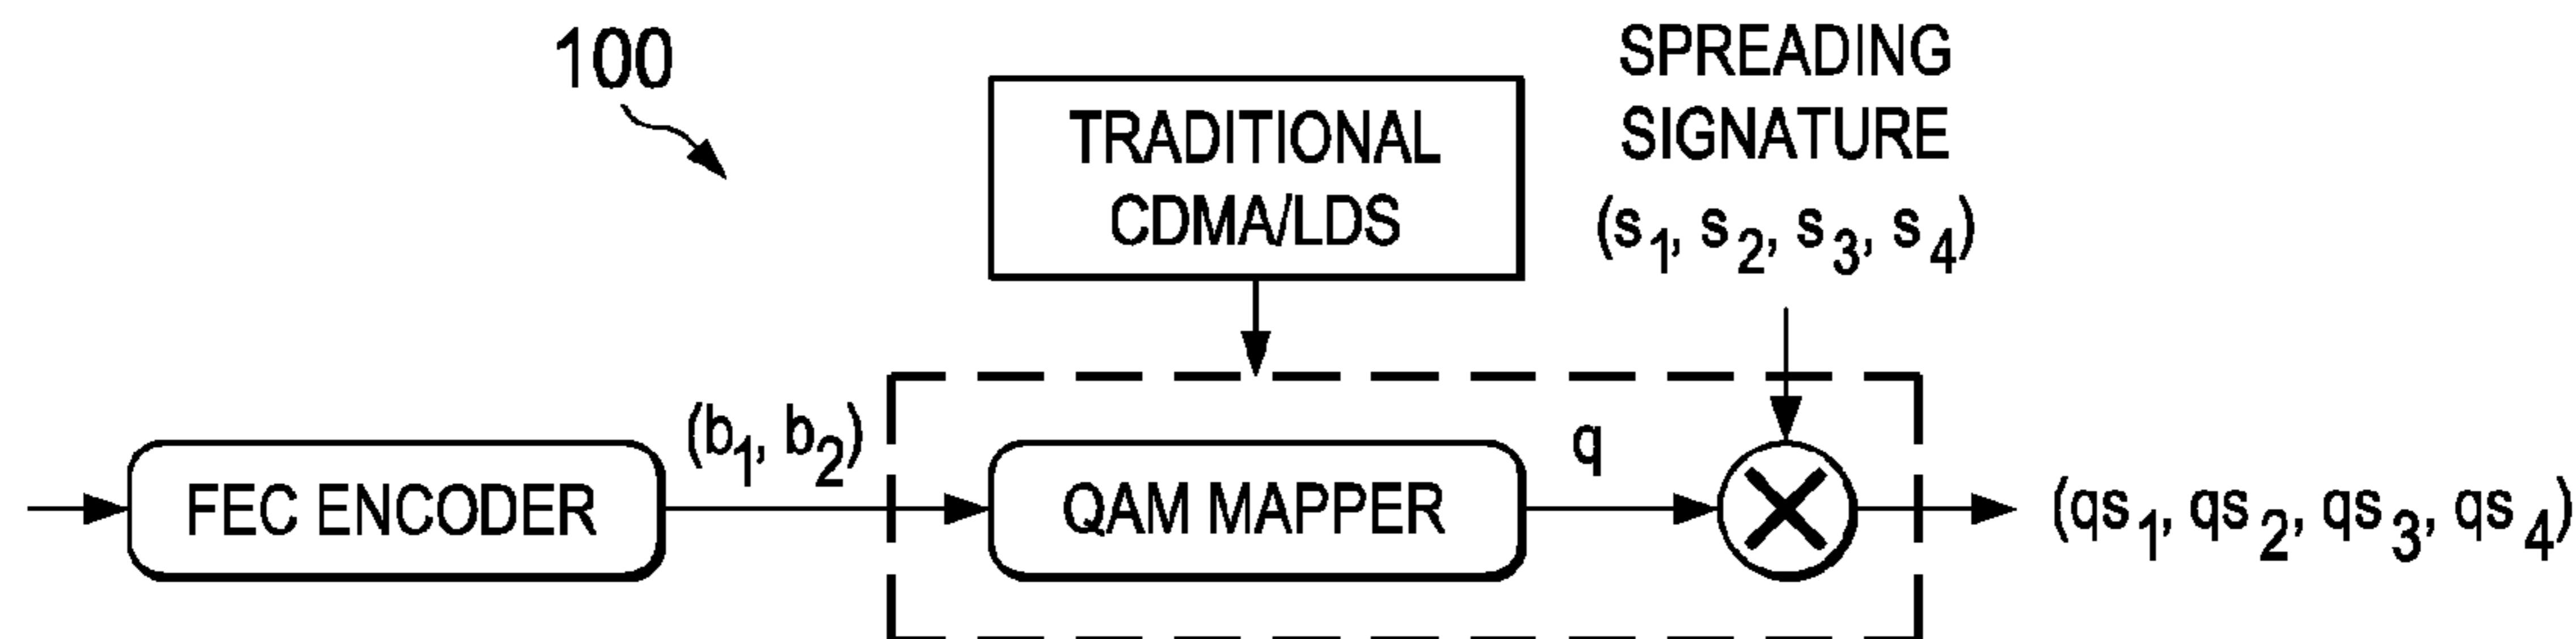 100
TRADITIONAL
CDMA/LDS
SPREADING
SIGNATURE
(s1, s2, s3, s4)
FEC ENCODER
(b1, b2)
QAM MAPPER
q
(qs1, qs2, qs3, qs4)